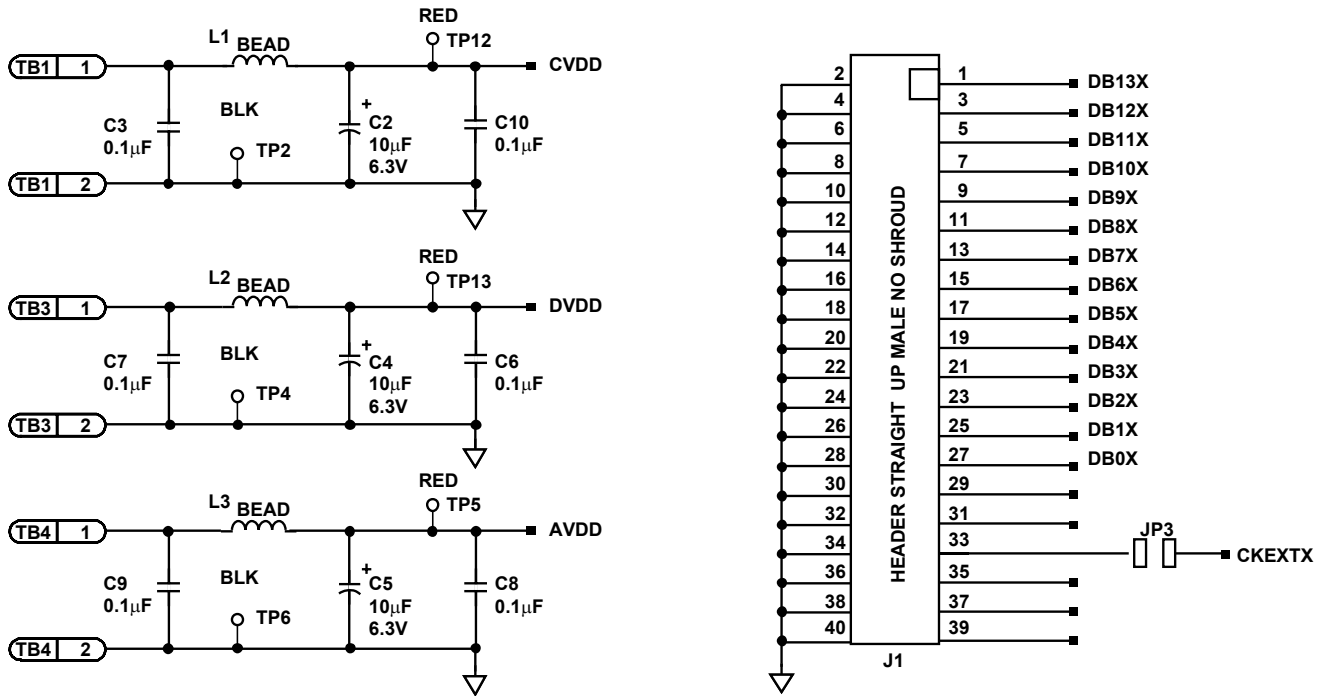 RED
TP12
L1
BEAD
TB1 1
CVDD
C3
0.1µF
BLK
TP2
+
C2
10µF
6.3V
C10
0.1µF
TB1 2
RED
TP13
L2
BEAD
TB3 1
DVDD
C7
0.1µF
BLK
TP4
+
C4
10µF
6.3V
C6
0.1µF
TB3 2
RED
TP5
L3
BEAD
TB4 1
AVDD
C9
0.1µF
BLK
TP6
+
C5
10µF
6.3V
C8
0.1µF
TB4 2
2 1 DB13X
4 3 DB12X
6 5 DB11X
8 7 DB10X
10 9 DB9X
12 11 DB8X
14 13 DB7X
16 15 DB6X
18 17 DB5X
20 19 DB4X
22 21 DB3X
24 23 DB2X
26 25 DB1X
28 27 DB0X
30 29
32 31
34 33 JP3 CKEXTX
36 35
38 37
40 39
HEADER STRAIGHT UP MALE NO SHROUD
J1